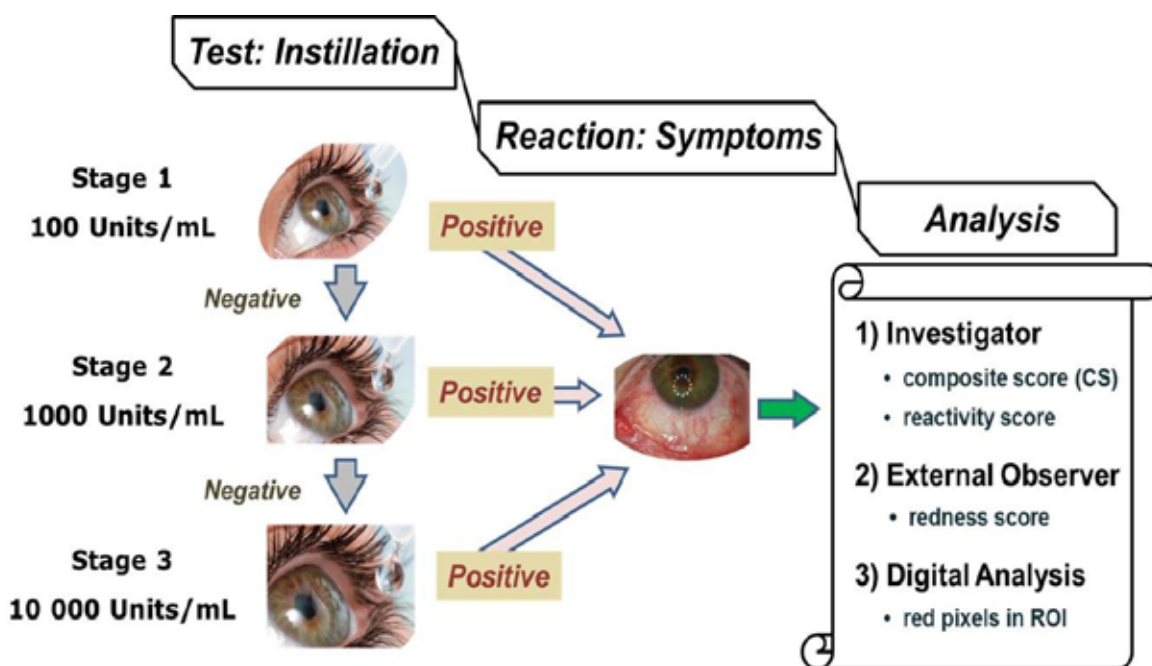 Test: Instillation
Reaction: Symptoms
Analysis
Stage 1
100 Units/mL
Positive
Negative
Stage 2
1000 Units/mL
Positive
Negative
Stage 3
10 000 Units/mL
Positive
1) Investigator
• composite score (CS)
• reactivity score
2) External Observer
• redness score
3) Digital Analysis
• red pixels in ROI